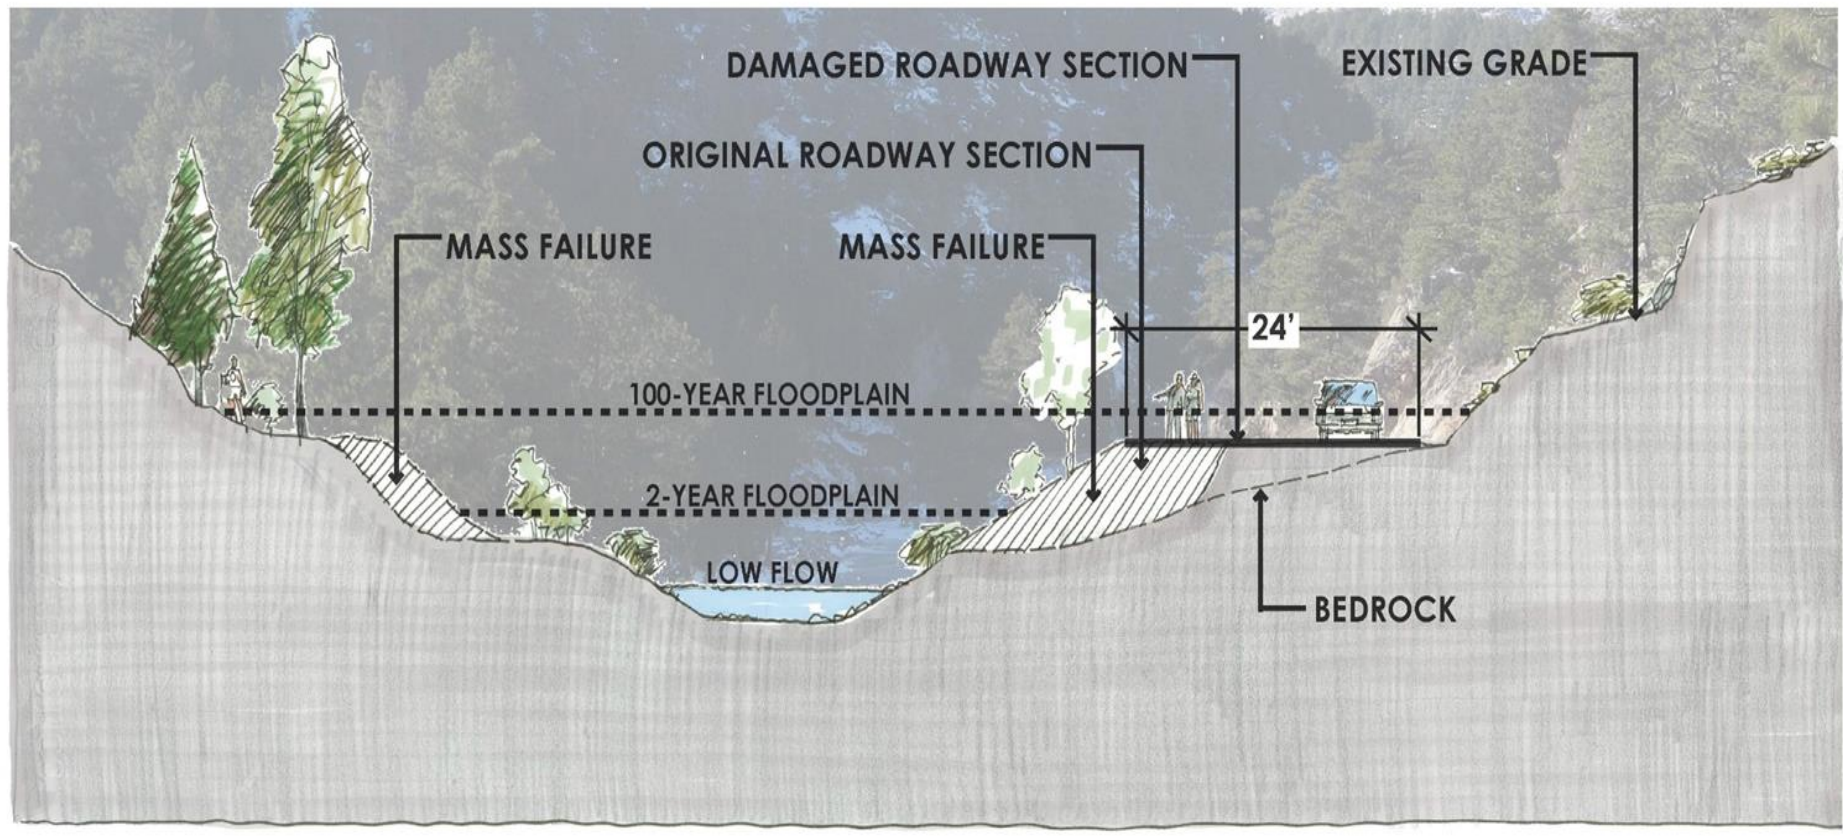 DAMAGED ROADWAY SECTION
EXISTING GRADE
ORIGINAL ROADWAY SECTION
MASS FAILURE
MASS FAILURE
24'
100-YEAR FLOODPLAIN
2-YEAR FLOODPLAIN
LOW FLOW
BEDROCK